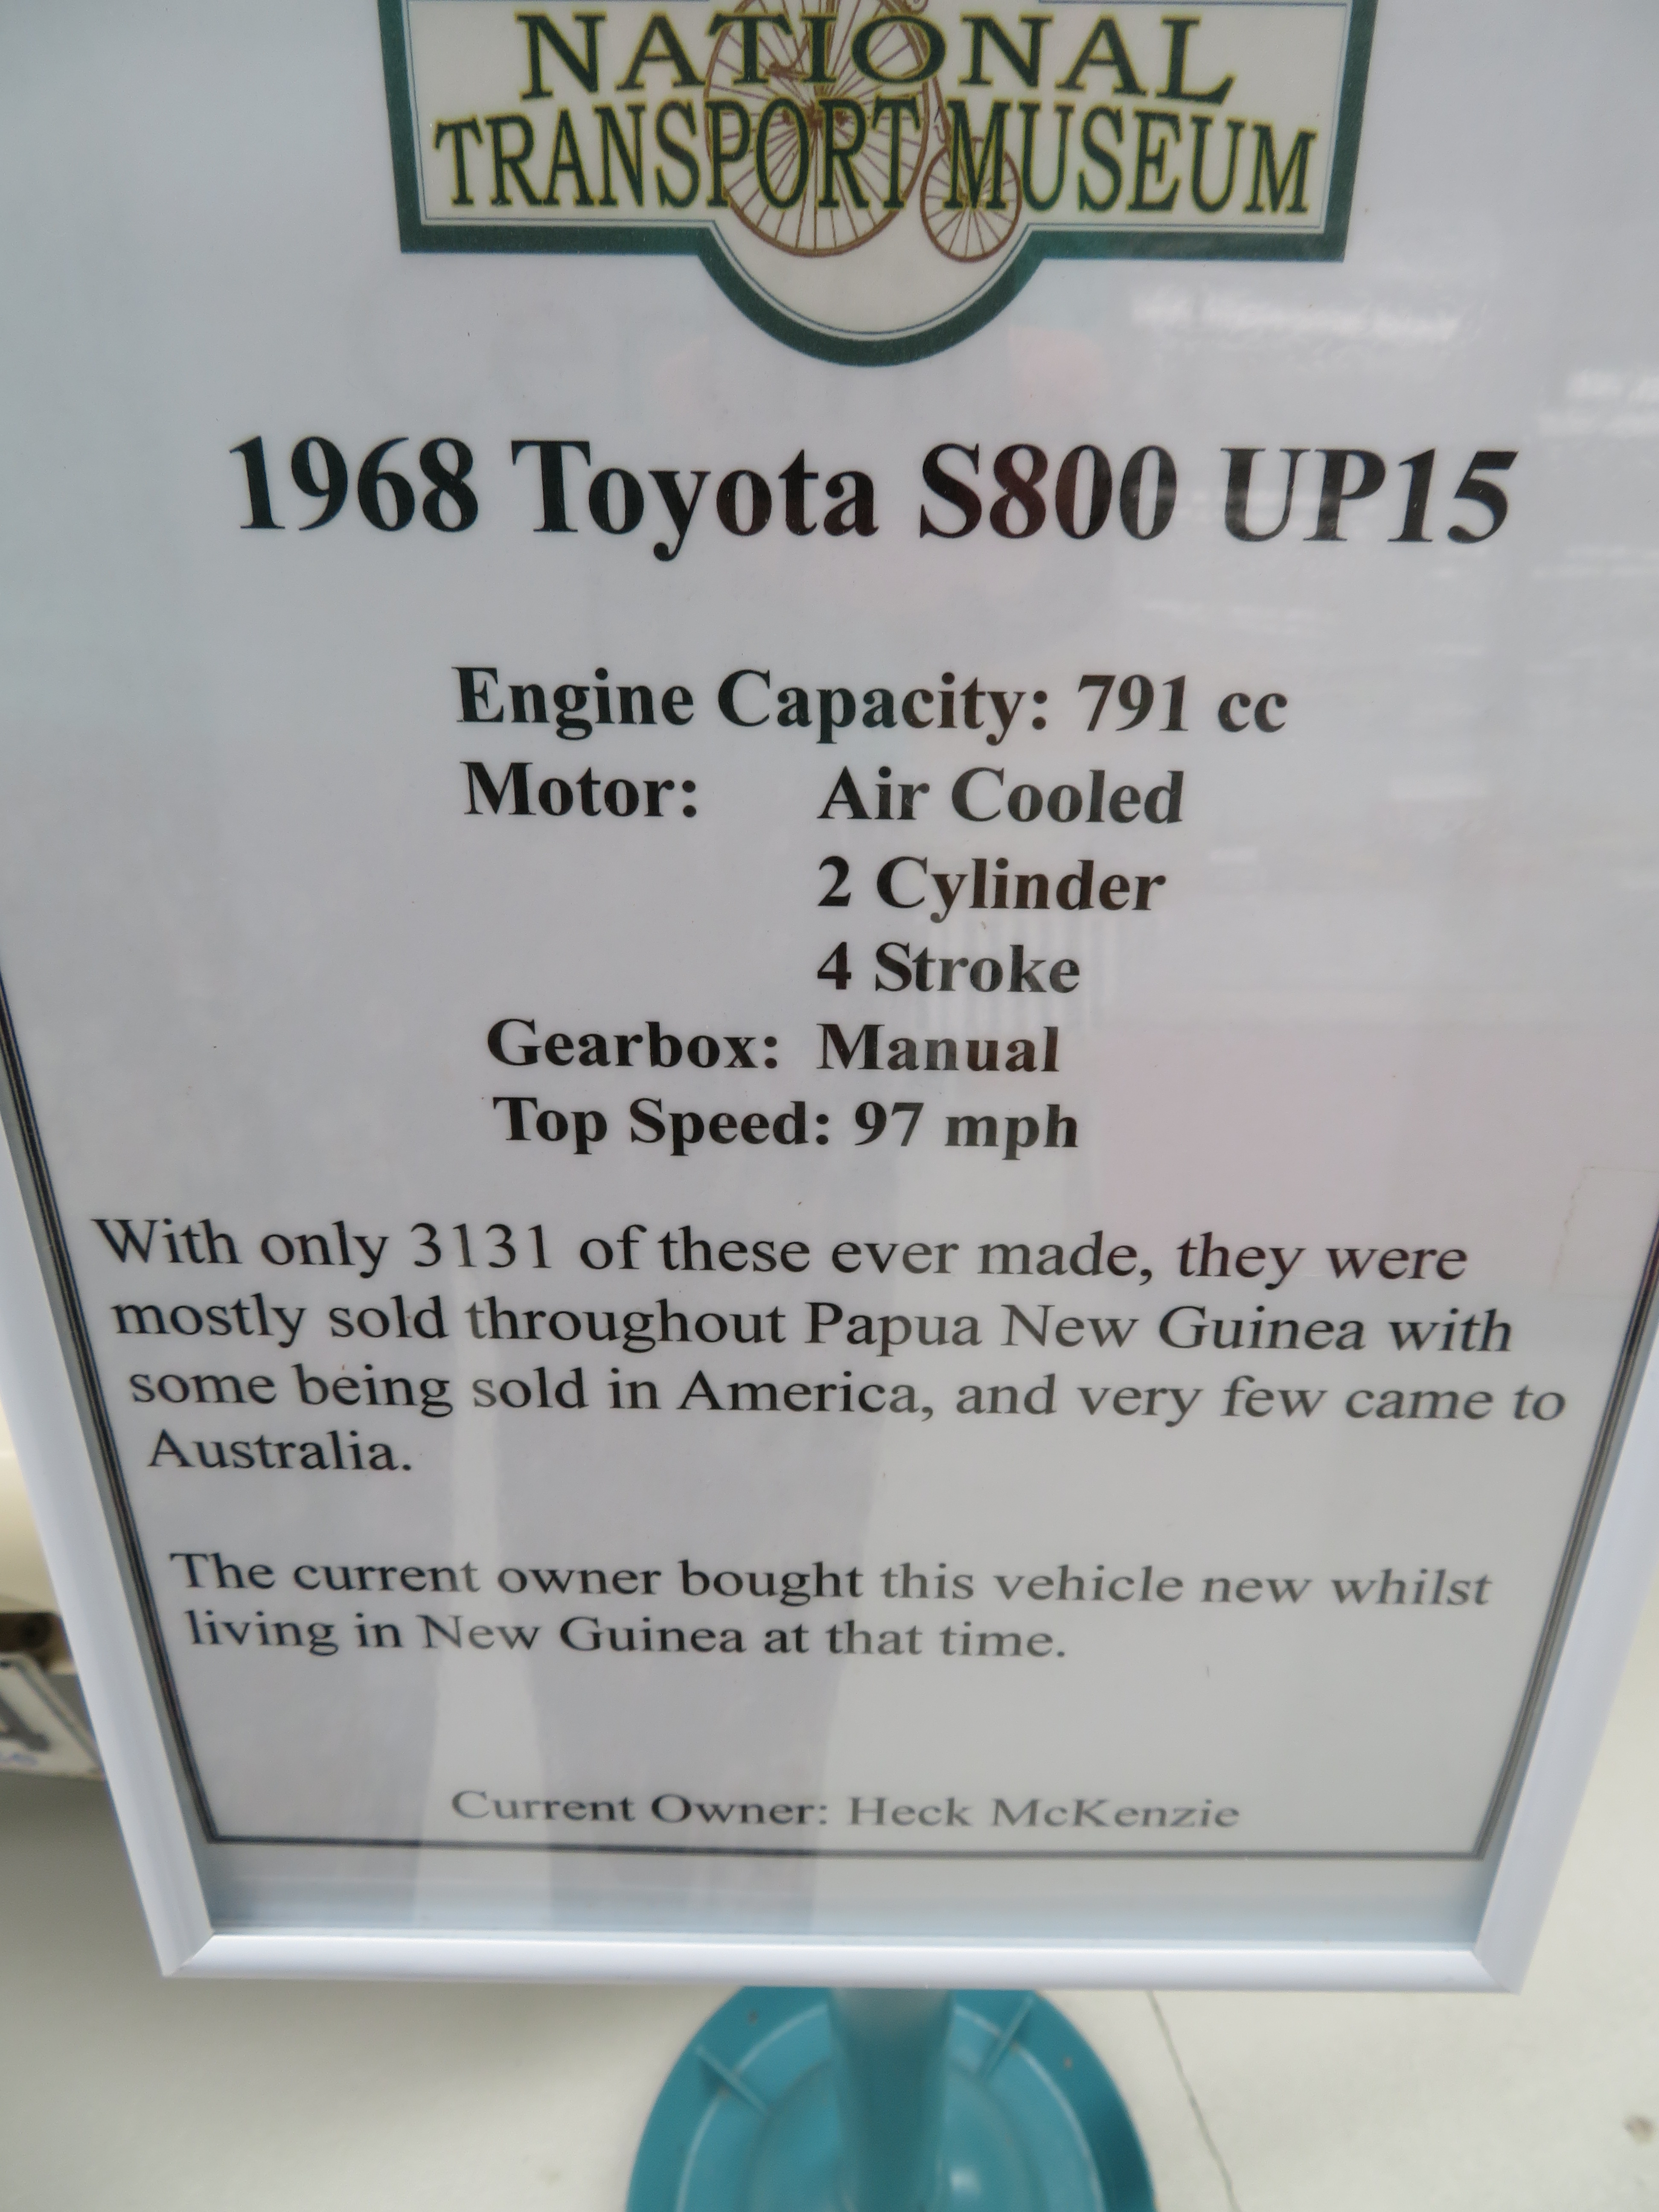 NATIONAL
TRANSPORT MUSEUM
1968 Toyota S800 UP15
Engine Capacity: 791 cc
Motor: Air Cooled
2 Cylinder
4 Stroke
Gearbox: Manual
Top Speed: 97 mph
With only 3131 of these ever made, they were
mostly sold throughout Papua New Guinea with
some being sold in America, and very few came to
Australia.
The current owner bought this vehicle new whilst
living in New Guinea at that time.
Current Owner: Heck McKenzie